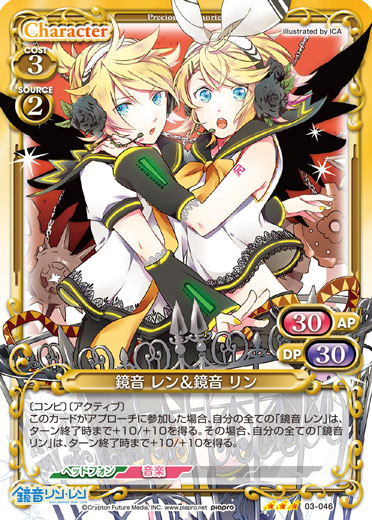 Precious Memories
Character
illustrated by ICA
COST
3
SOURCE
2
02
30 AP
DP 30
鏡音 レン&鏡音 リン
[コンビ] [アクティブ]
このカードがアプローチに参加した場合、自分の全ての「鏡音 レン」は、
ターン終了時まで+10/+10を得る。その場合、自分の全ての「鏡音
リン」は、ターン終了時まで+10/+10を得る。
ヘッドフォン 音楽
鏡音リン・レン
©Crypton Future Media, INC. www.piapro.net piapro
★★★ 03-046